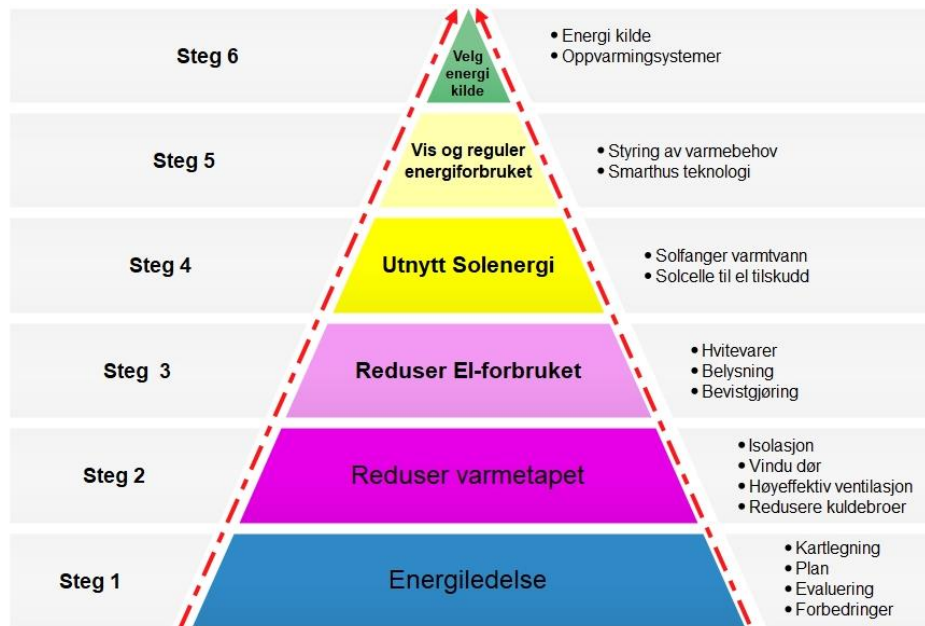 Steg 6
Velg
energi
kilde
• Energi kilde
• Oppvarmingsystemer
Steg 5
Vis og reguler
energiforbruket
• Styring av varmebehov
• Smarthus teknologi
Steg 4
Utnytt Solenergi
• Solfanger varmtvann
• Solcelle til el tilskudd
Steg 3
Reduser El-forbruket
• Hvitevarer
• Belysning
• Bevistgjøring
Steg 2
Reduser varmetapet
• Isolasjon
• Vindu dør
• Høyeffektiv ventilasjon
• Redusere kuldebroer
Steg 1
Energiledelse
• Kartlegning
• Plan
• Evaluering
• Forbedringer